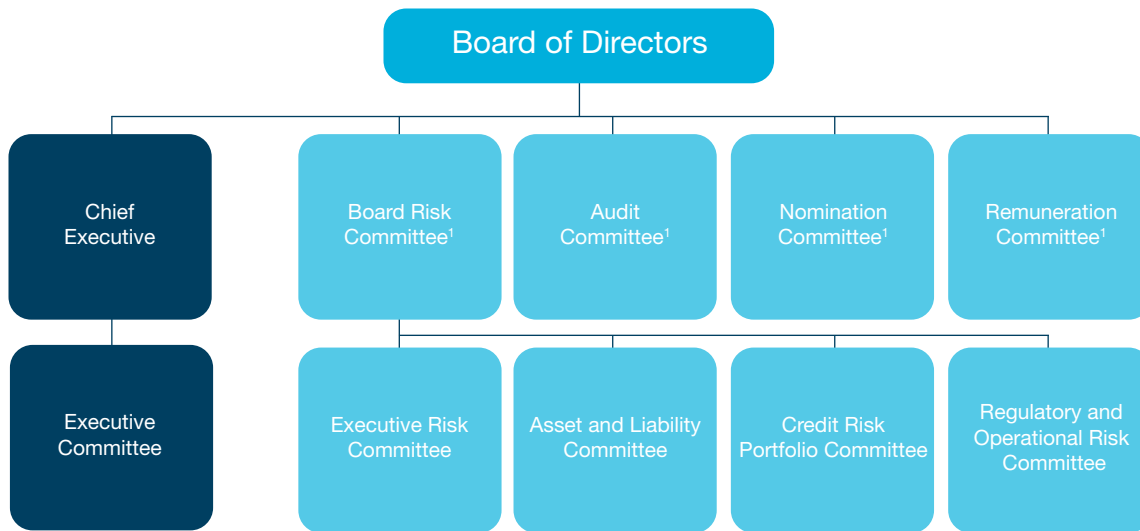 Board of Directors
Chief
Executive
Board Risk
Committee¹
Audit
Committee¹
Nomination
Committee¹
Remuneration
Committee¹
Executive
Committee
Executive Risk
Committee
Asset and Liability
Committee
Credit Risk
Portfolio Committee
Regulatory and
Operational Risk
Committee